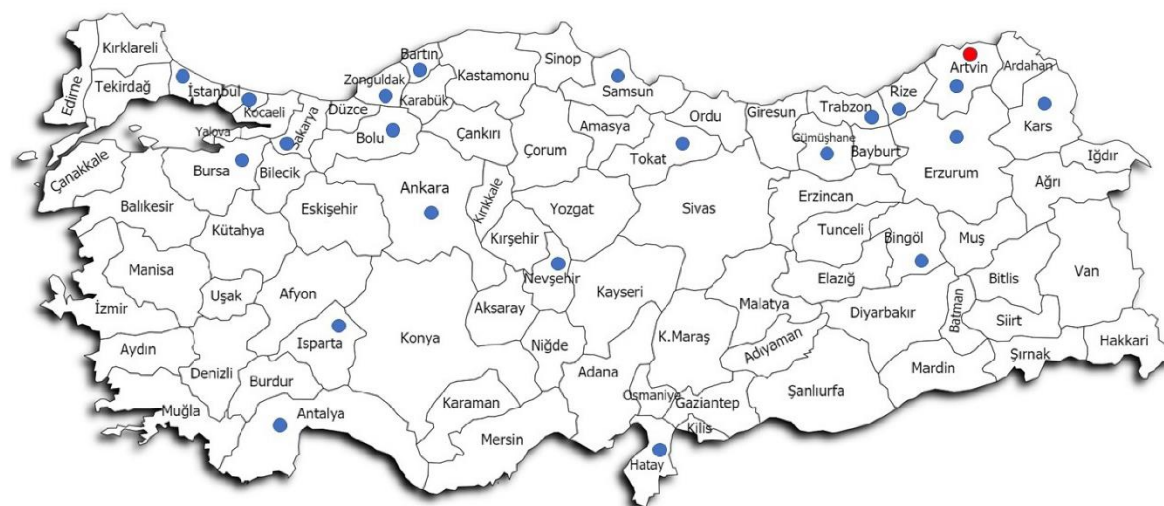 Kırklareli
Edirne
Tekirdağ
İstanbul
Kocaeli
Yalova
Sakarya
Düzce
Zonguldak
Bartın
Karabük
Kastamonu
Sinop
Samsun
Ordu
Giresun
Trabzon
Rize
Artvin
Ardahan
Kars
Iğdır
Çanakkale
Bursa
Bilecik
Bolu
Çankırı
Çorum
Amasya
Tokat
Gümüşhane
Bayburt
Erzurum
Ağrı
Balıkesir
Kütahya
Eskişehir
Ankara
Kırıkkale
Yozgat
Sivas
Erzincan
Tunceli
Bingöl
Muş
Bitlis
Van
Manisa
İzmir
Uşak
Afyon
Kırşehir
Nevşehir
Aksaray
Kayseri
Malatya
Elazığ
Diyarbakır
Batman
Siirt
Şırnak
Hakkari
Aydın
Denizli
Isparta
Burdur
Konya
Niğde
Adana
K.Maraş
Adıyaman
Mardin
Şanlıurfa
Muğla
Antalya
Karaman
Mersin
Osmaniye
Gaziantep
Kilis
Hatay